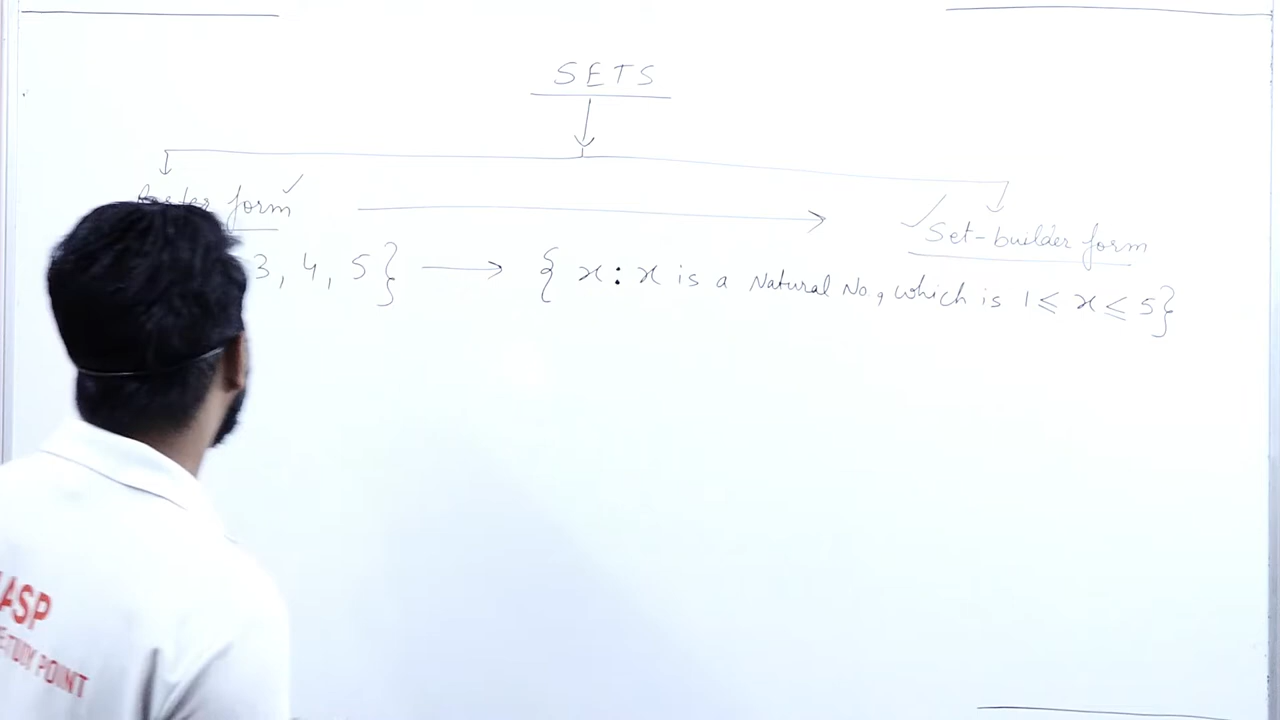 SETS
Roster form ✓
✓ Set-builder form
3, 4, 5} → { x : x is a Natural No, which is 1 ≤ x ≤ 5}
ASP
STUDY POINT